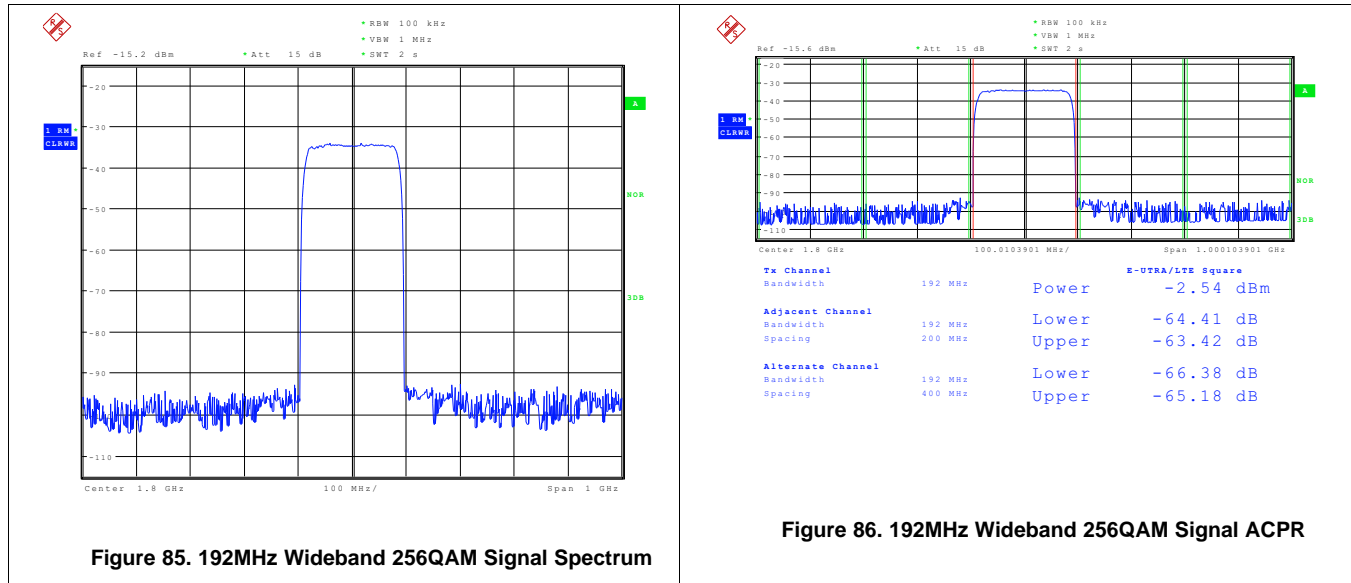 R
S
* RBW 100 kHz
* VBW 1 MHz
Ref -15.2 dBm * Att 15 dB * SWT 2 s
-20
A
-30
1 RM *
CLRWR
-40
NOR
-50
-60
-70
3DB
-80
-90
-110
Center 1.8 GHz 100 MHz/ Span 1 GHz
Figure 85. 192MHz Wideband 256QAM Signal Spectrum
R
S
* RBW 100 kHz
* VBW 1 MHz
Ref -15.6 dBm * Att 15 dB * SWT 2 s
-20
-30
A
-40
1 RM *
-50
CLRWR
-60
-70
-80
NOR
-90
3DB
-110
Center 1.8 GHz 100.0103901 MHz/ Span 1.000103901 GHz
Tx Channel E-UTRA/LTE Square
Bandwidth 192 MHz Power -2.54 dBm
Adjacent Channel Lower -64.41 dB
Bandwidth 192 MHz
Spacing 200 MHz Upper -63.42 dB
Alternate Channel Lower -66.38 dB
Bandwidth 192 MHz
Spacing 400 MHz Upper -65.18 dB
Figure 86. 192MHz Wideband 256QAM Signal ACPR